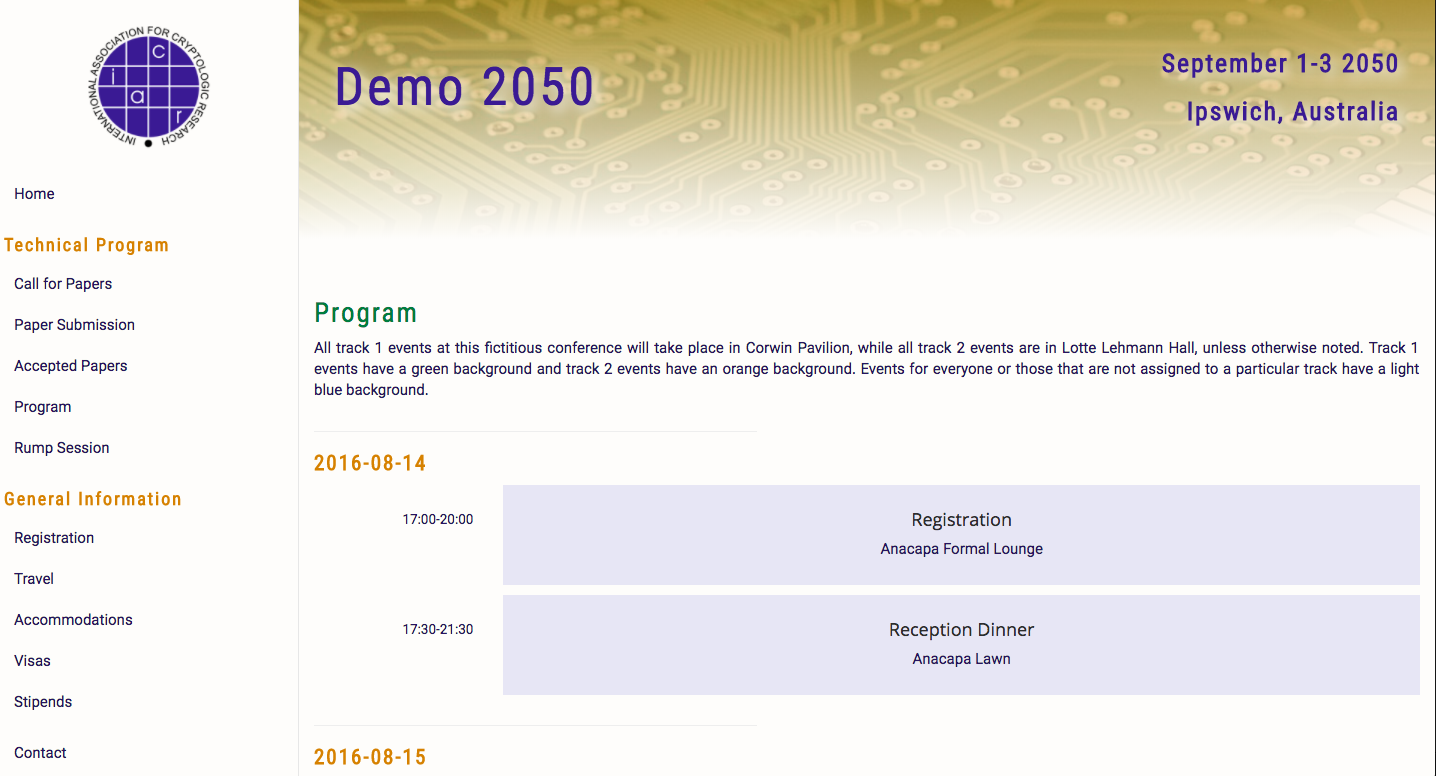 INTERNATIONAL ASSOCIATION FOR CRYPTOLOGIC RESEARCH
c
i
a
r
Home
Technical Program
Call for Papers
Paper Submission
Accepted Papers
Program
Rump Session
General Information
Registration
Travel
Accommodations
Visas
Stipends
Contact
Demo 2050
September 1-3 2050
Ipswich, Australia
Program
All track 1 events at this fictitious conference will take place in Corwin Pavilion, while all track 2 events are in Lotte Lehmann Hall, unless otherwise noted. Track 1
events have a green background and track 2 events have an orange background. Events for everyone or those that are not assigned to a particular track have a light
blue background.
2016-08-14
17:00-20:00
Registration
Anacapa Formal Lounge
17:30-21:30
Reception Dinner
Anacapa Lawn
2016-08-15